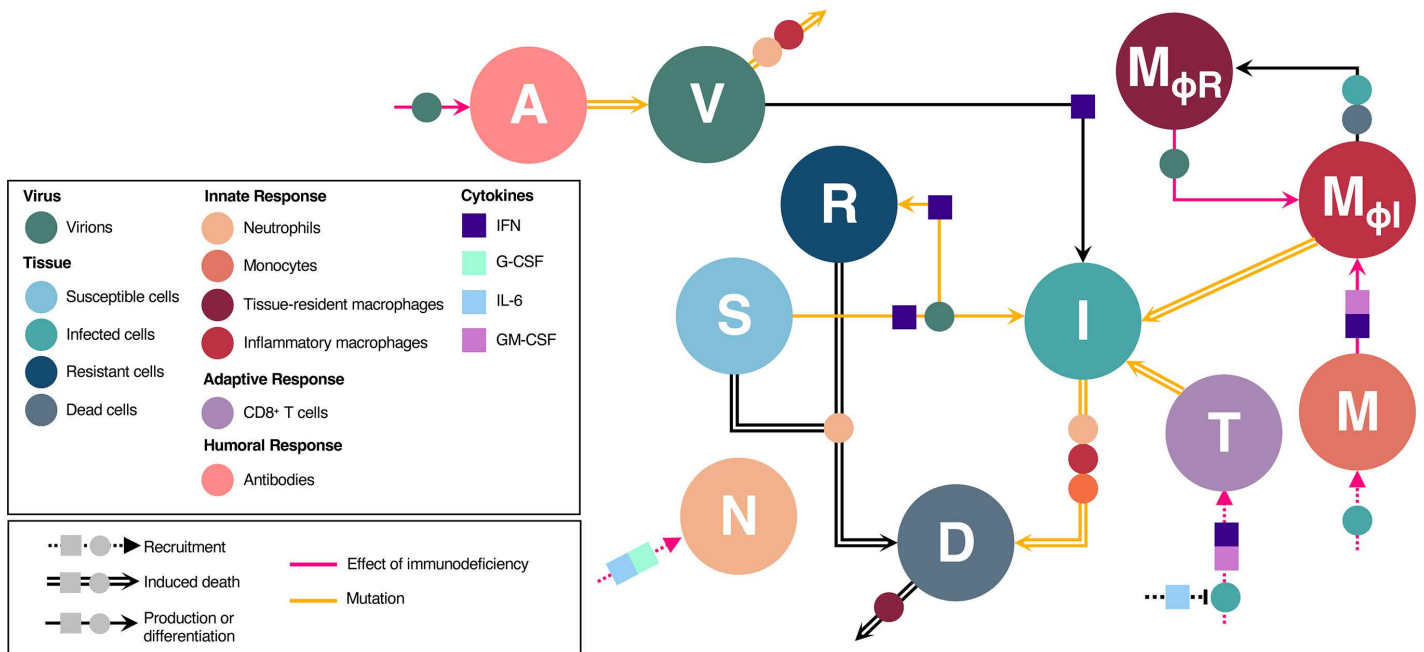 A
V
M_ΦR
M_ΦI
R
S
I
T
M
N
D
Virus
Virions
Tissue
Susceptible cells
Infected cells
Resistant cells
Dead cells
Innate Response
Neutrophils
Monocytes
Tissue-resident macrophages
Inflammatory macrophages
Adaptive Response
CD8⁺ T cells
Humoral Response
Antibodies
Cytokines
IFN
G-CSF
IL-6
GM-CSF
Recruitment
Induced death
Production or
differentiation
Effect of immunodeficiency
Mutation